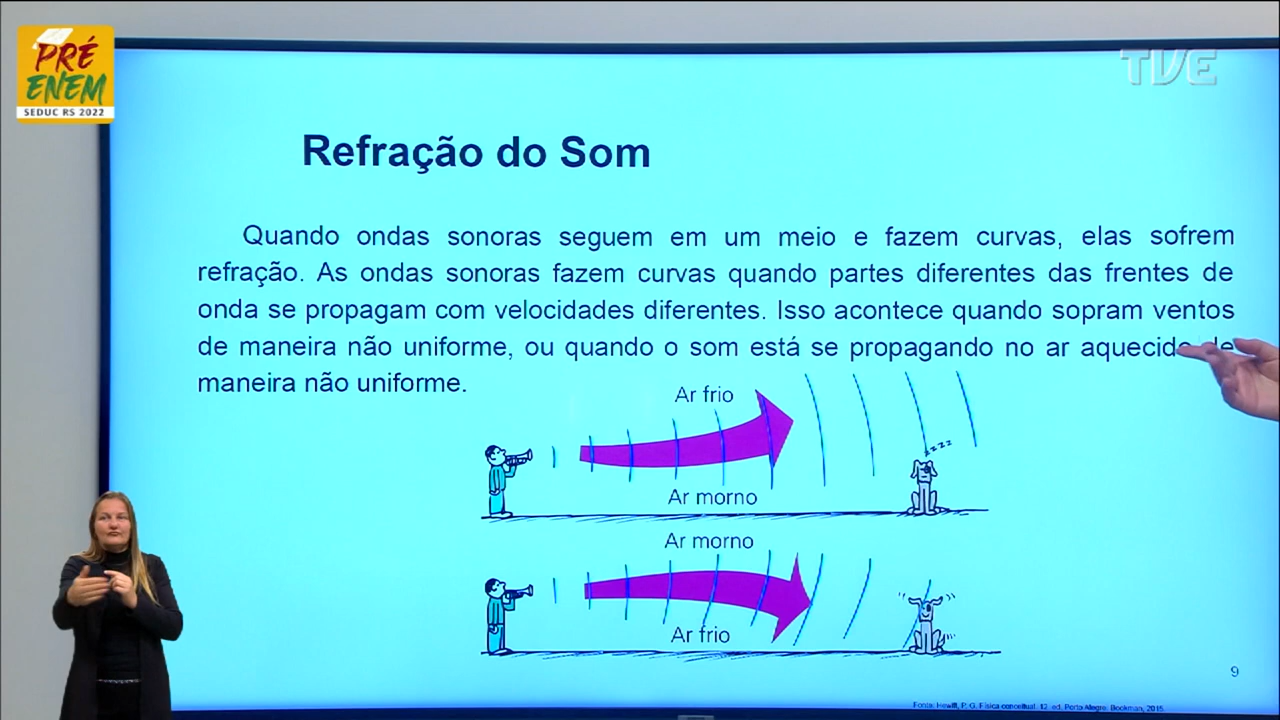 PRÉ
ENEM
SEDUC RS 2022
TVE
Refração do Som
Quando ondas sonoras seguem em um meio e fazem curvas, elas sofrem
refração. As ondas sonoras fazem curvas quando partes diferentes das frentes de
onda se propagam com velocidades diferentes. Isso acontece quando sopram ventos
de maneira não uniforme, ou quando o som está se propagando no ar aquecido de
maneira não uniforme.
Ar frio
zzzz
Ar morno
Ar morno
Ar frio
9
Fonte: Hewitt, P. G. Física conceitual. 12. ed. Porto Alegre: Bookman, 2015.